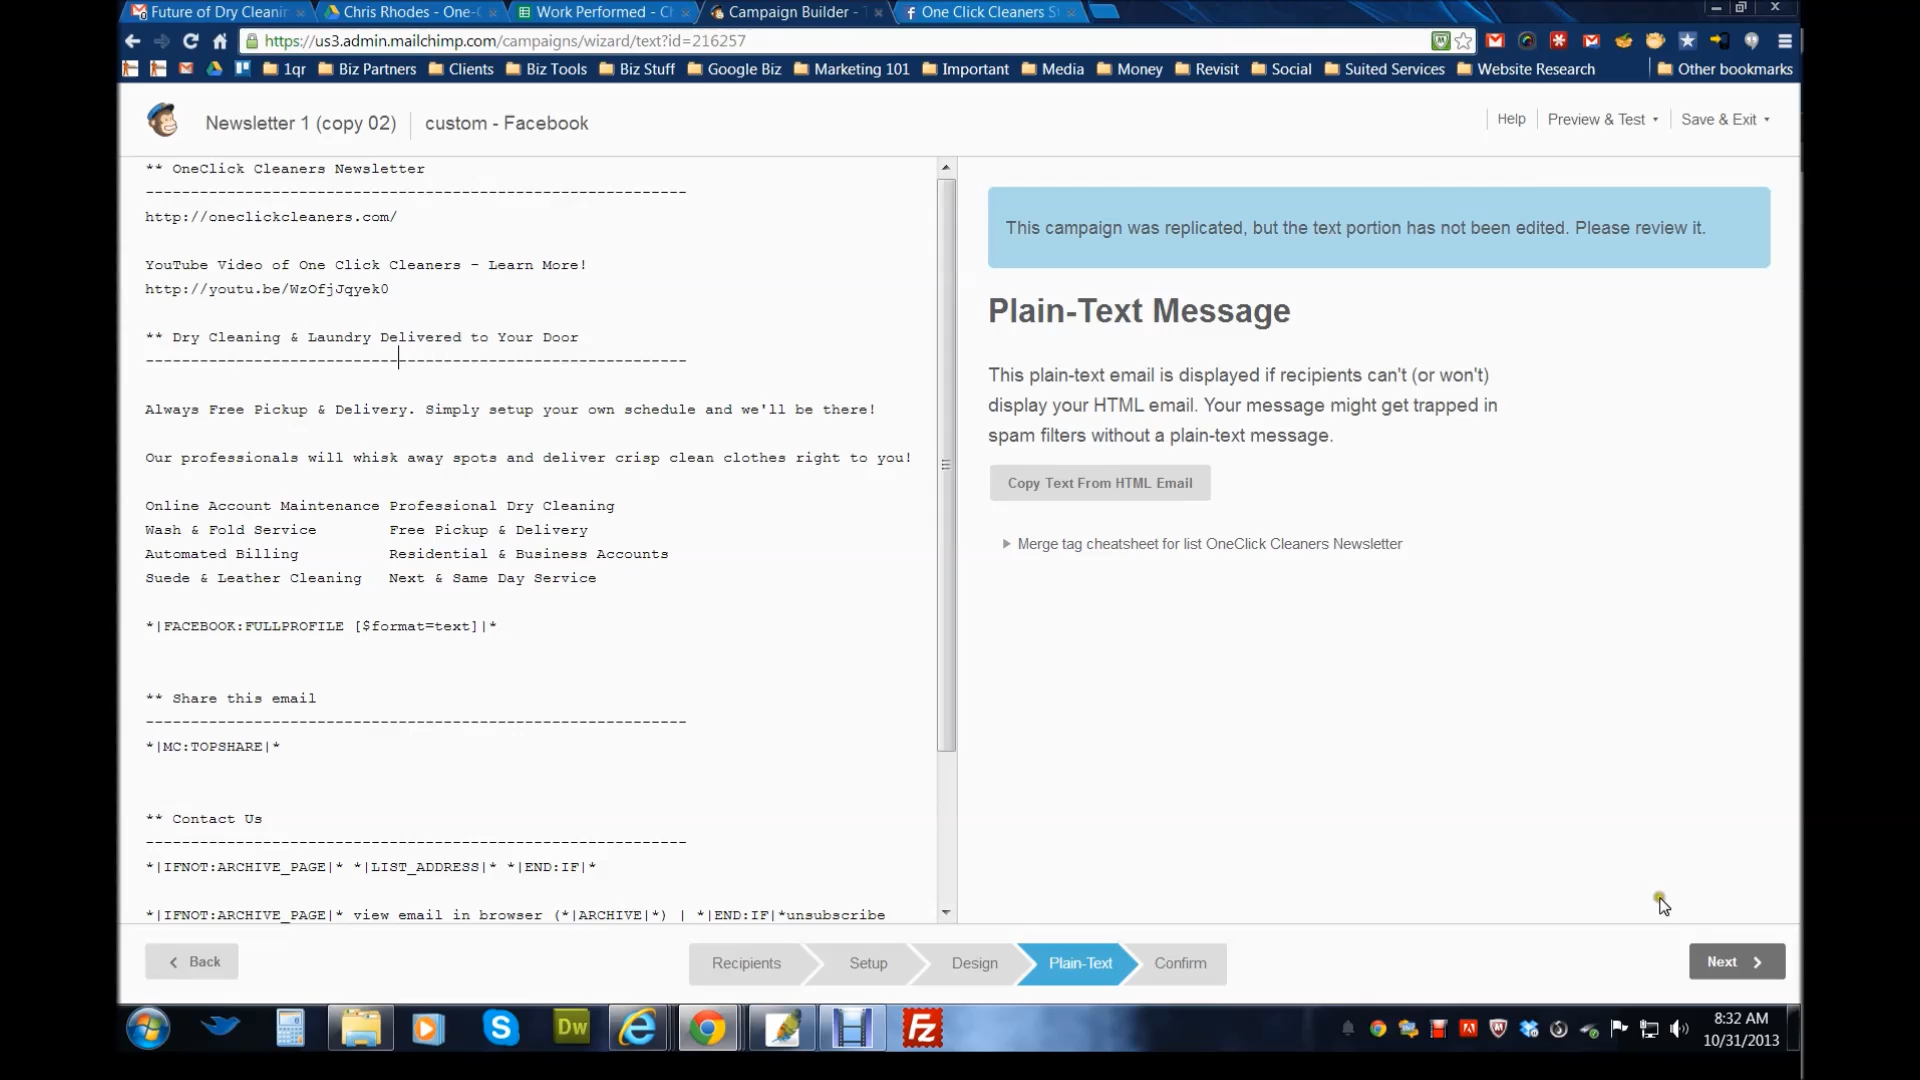 Future of Dry Cleanin
Chris Rhodes - One-
Work Performed - C
Campaign Builder -
One Click Cleaners S
https://us3.admin.mailchimp.com/campaigns/wizard/text?id=216257
1qr
Biz Partners
Clients
Biz Tools
Biz Stuff
Google Biz
Marketing 101
Important
Media
Money
Revisit
Social
Suited Services
Website Research
Other bookmarks
Newsletter 1 (copy 02)
custom - Facebook
Help
Preview & Test
Save & Exit
** OneClick Cleaners Newsletter
------------------------------------------------------------
http://oneclickcleaners.com/
YouTube Video of One Click Cleaners - Learn More!
http://youtu.be/WzOfjJqyek0
** Dry Cleaning & Laundry Delivered to Your Door
------------------------------------------------------------
Always Free Pickup & Delivery. Simply setup your own schedule and we'll be there!
Our professionals will whisk away spots and deliver crisp clean clothes right to you!
Online Account Maintenance Professional Dry Cleaning
Wash & Fold Service Free Pickup & Delivery
Automated Billing Residential & Business Accounts
Suede & Leather Cleaning Next & Same Day Service
*|FACEBOOK:FULLPROFILE [$format=text]|*
** Share this email
------------------------------------------------------------
*|MC:TOPSHARE|*
** Contact Us
------------------------------------------------------------
*|IFNOT:ARCHIVE_PAGE|* *|LIST_ADDRESS|* *|END:IF|*
*|IFNOT:ARCHIVE_PAGE|* view email in browser (*|ARCHIVE|*) | *|END:IF|*unsubscribe
This campaign was replicated, but the text portion has not been edited. Please review it.
Plain-Text Message
This plain-text email is displayed if recipients can't (or won't)
display your HTML email. Your message might get trapped in
spam filters without a plain-text message.
Copy Text From HTML Email
Merge tag cheatsheet for list OneClick Cleaners Newsletter
Back
Recipients
Setup
Design
Plain-Text
Confirm
Next
Dw
Fz
8:32 AM
10/31/2013